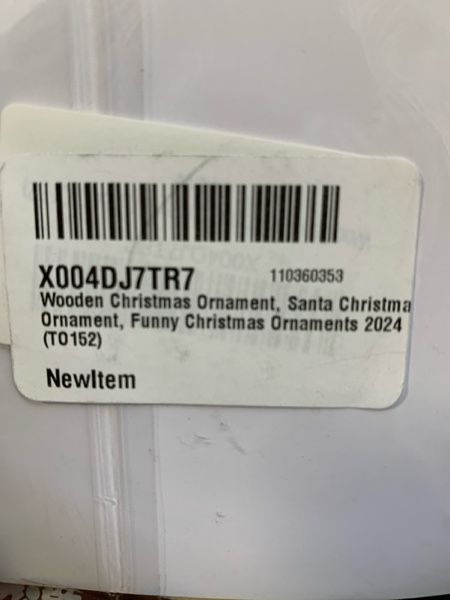 X004DJ7TR7 110360353
Wooden Christmas Ornament, Santa Christma
Ornament, Funny Christmas Ornaments 2024
(TO152)
NewItem